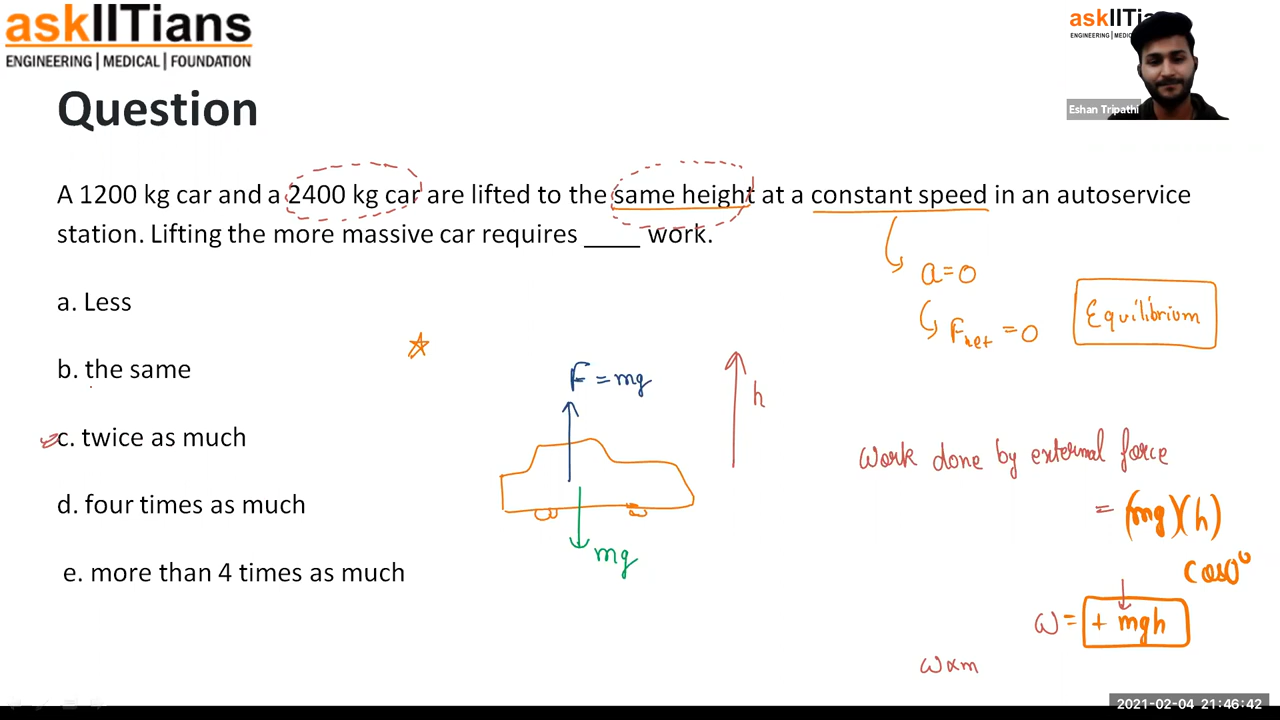 askIITians
ENGINEERING | MEDICAL | FOUNDATION
askIITians
ENGINEERING | MED
Eshan Tripathi
Question
A 1200 kg car and a 2400 kg car are lifted to the same height at a constant speed in an autoservice
station. Lifting the more massive car requires ____ work.
a. Less
b. the same
c. twice as much
d. four times as much
e. more than 4 times as much
a=0
Fnet = 0
Equilibrium
F = mg
h
mg
Work done by external force
= (mg)(h)
cos0°
W = + mgh
W∝m
2021-02-04 21:46:42